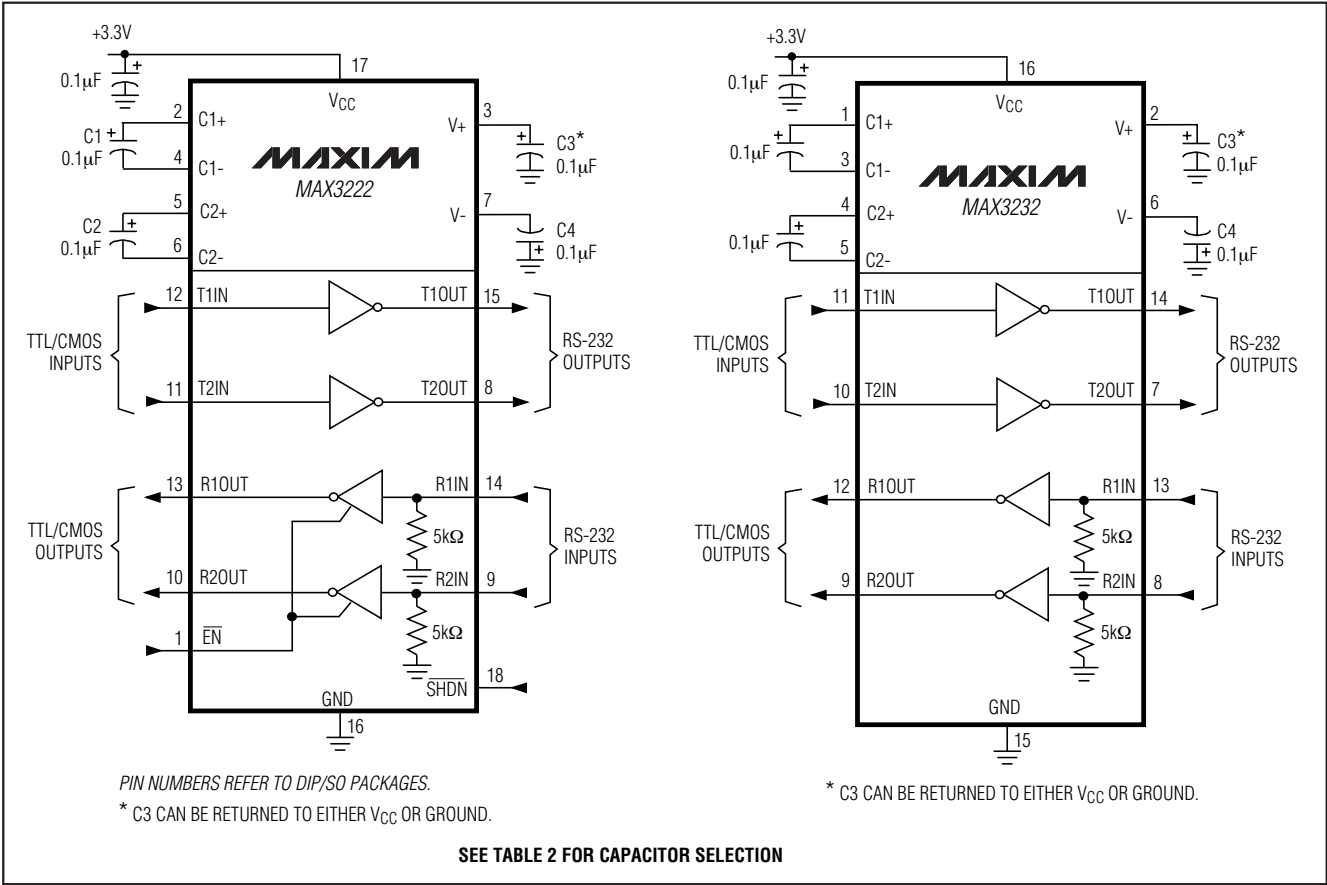 +3.3V
0.1µF
+
17
VCC
2
C1+
C1
+
0.1µF
4
C1-
5
C2+
C2
+
0.1µF
6
C2-
MAXIM
MAX3222
V+
3
+
C3*
0.1µF
V-
7
C4
+
0.1µF
TTL/CMOS
INPUTS
12
T1IN
T1OUT
15
11
T2IN
T2OUT
8
RS-232
OUTPUTS
TTL/CMOS
OUTPUTS
13
R1OUT
R1IN
14
5kΩ
10
R2OUT
R2IN
9
5kΩ
RS-232
INPUTS
1
EN
SHDN
18
GND
16
PIN NUMBERS REFER TO DIP/SO PACKAGES.
* C3 CAN BE RETURNED TO EITHER VCC OR GROUND.
+3.3V
0.1µF
+
16
VCC
1
C1+
+
0.1µF
3
C1-
4
C2+
+
0.1µF
5
C2-
MAXIM
MAX3232
V+
2
+
C3*
0.1µF
V-
6
C4
+
0.1µF
TTL/CMOS
INPUTS
11
T1IN
T1OUT
14
10
T2IN
T2OUT
7
RS-232
OUTPUTS
TTL/CMOS
OUTPUTS
12
R1OUT
R1IN
13
5kΩ
9
R2OUT
R2IN
8
5kΩ
RS-232
INPUTS
GND
15
* C3 CAN BE RETURNED TO EITHER VCC OR GROUND.
SEE TABLE 2 FOR CAPACITOR SELECTION